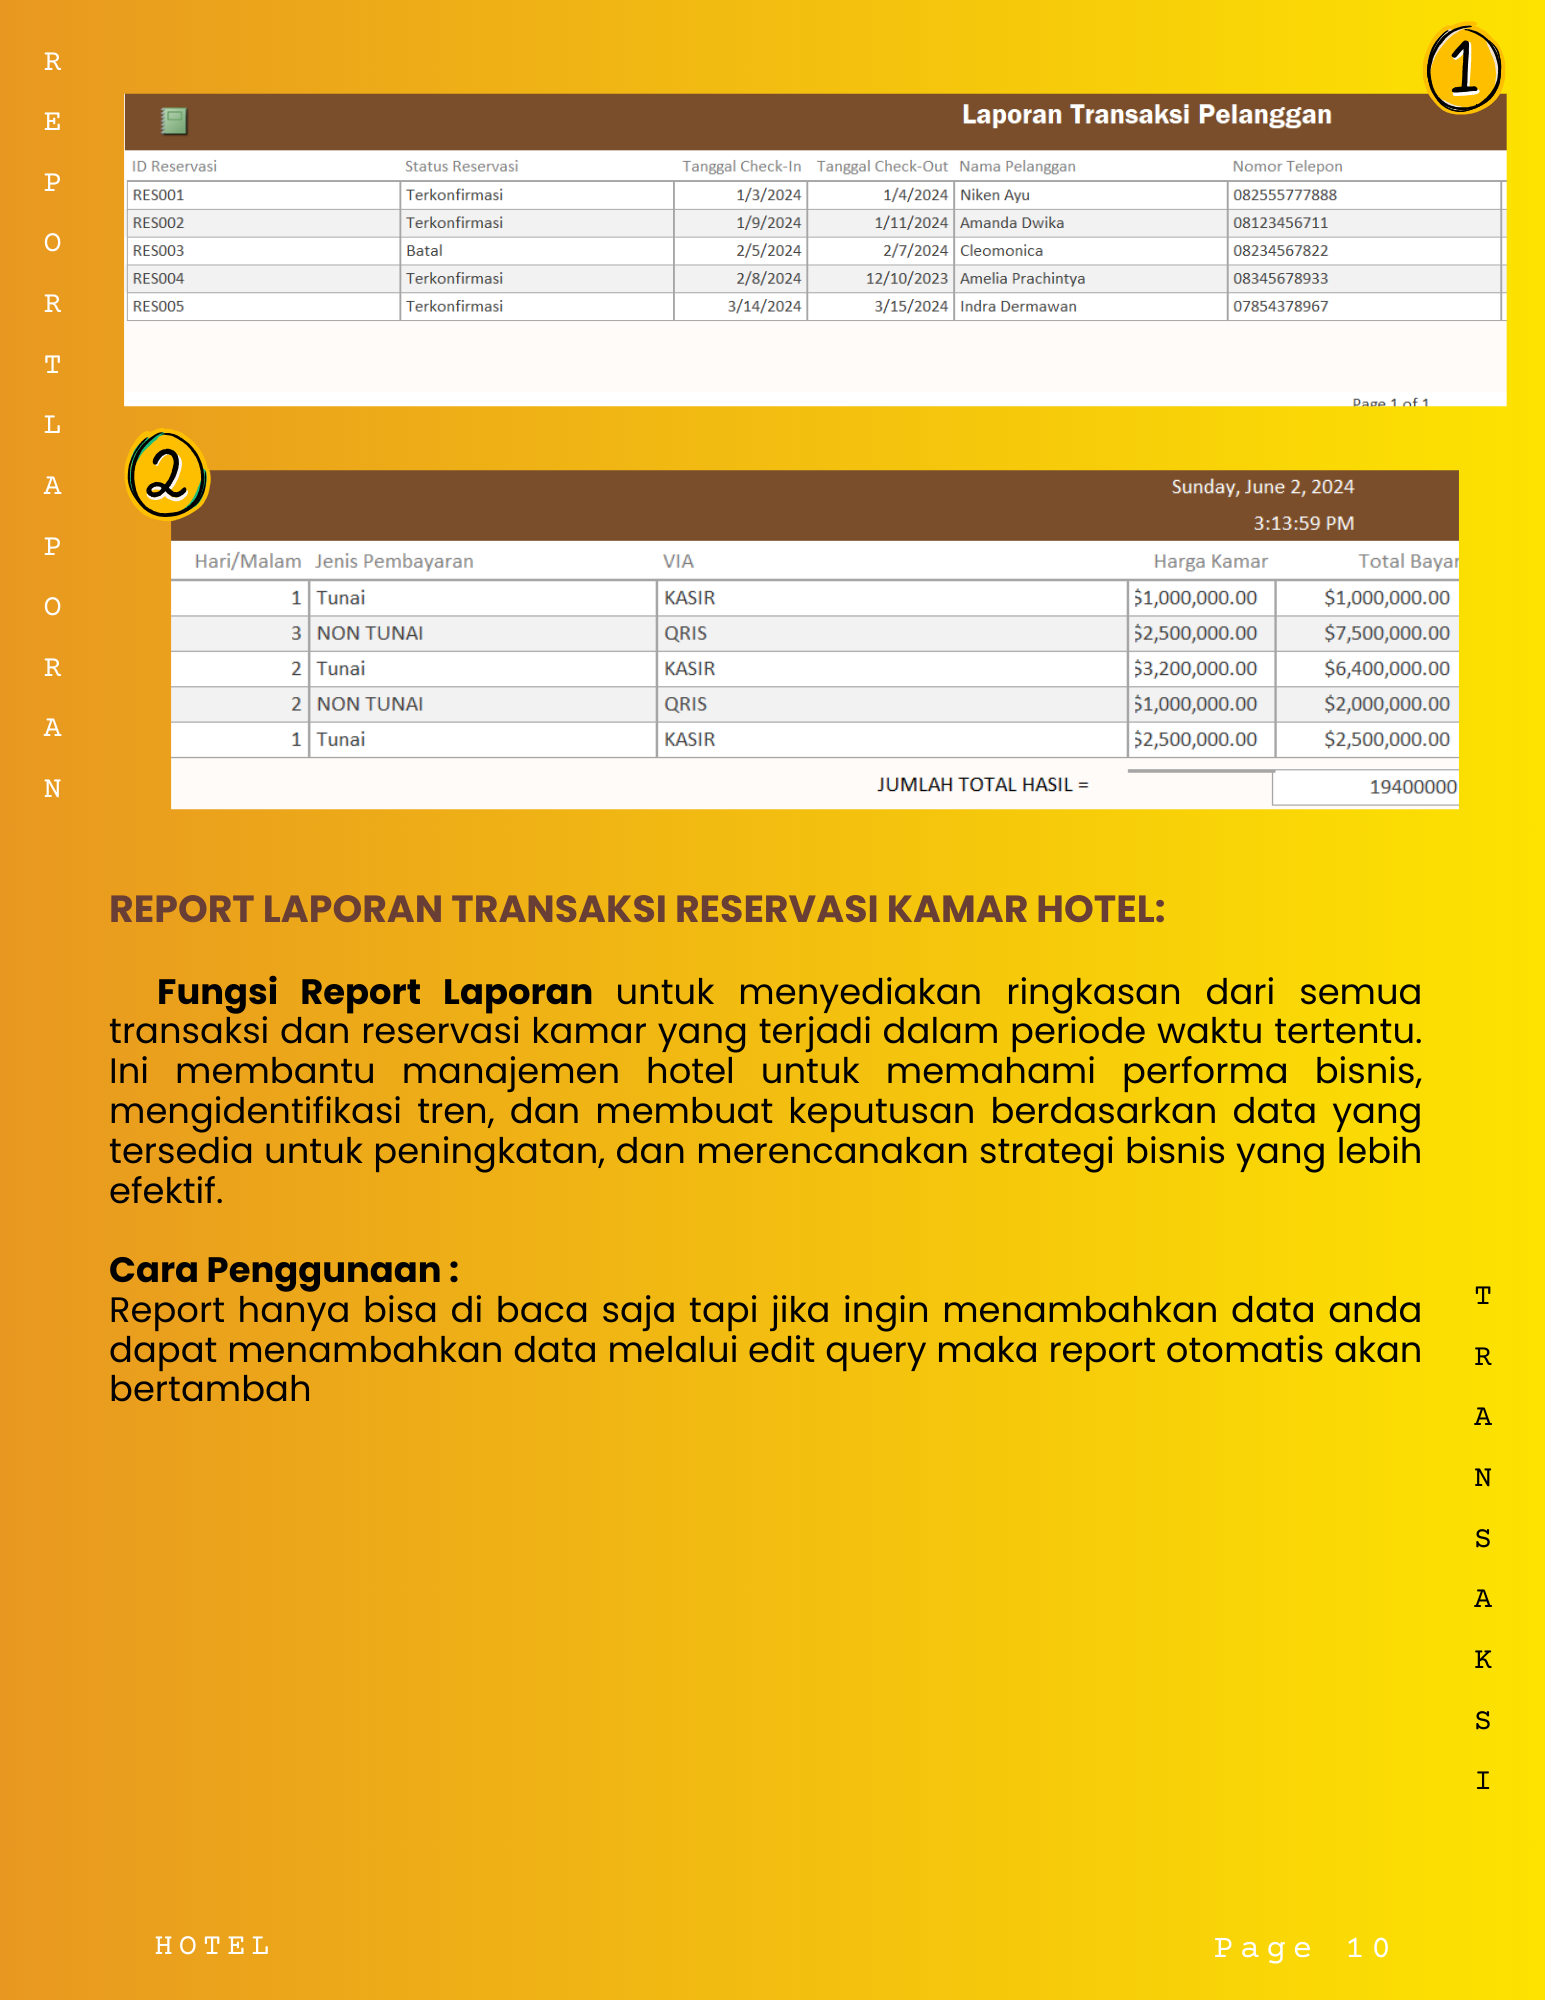 R
E
P
O
R
T
L
A
P
O
R
A
N
1
Laporan Transaksi Pelanggan
ID Reservasi Status Reservasi Tanggal Check-In Tanggal Check-Out Nama Pelanggan Nomor Telepon
RES001 Terkonfirmasi 1/3/2024 1/4/2024 Niken Ayu 082555777888
RES002 Terkonfirmasi 1/9/2024 1/11/2024 Amanda Dwika 08123456711
RES003 Batal 2/5/2024 2/7/2024 Cleomonica 08234567822
RES004 Terkonfirmasi 2/8/2024 12/10/2023 Amelia Prachintya 08345678933
RES005 Terkonfirmasi 3/14/2024 3/15/2024 Indra Dermawan 07854378967
Page 1 of 1
2
Sunday, June 2, 2024
3:13:59 PM
Hari/Malam Jenis Pembayaran VIA Harga Kamar Total Bayar
1 Tunai KASIR $1,000,000.00 $1,000,000.00
3 NON TUNAI QRIS $2,500,000.00 $7,500,000.00
2 Tunai KASIR $3,200,000.00 $6,400,000.00
2 NON TUNAI QRIS $1,000,000.00 $2,000,000.00
1 Tunai KASIR $2,500,000.00 $2,500,000.00
JUMLAH TOTAL HASIL = 19400000
REPORT LAPORAN TRANSAKSI RESERVASI KAMAR HOTEL:
Fungsi Report Laporan untuk menyediakan ringkasan dari semua
transaksi dan reservasi kamar yang terjadi dalam periode waktu tertentu.
Ini membantu manajemen hotel untuk memahami performa bisnis,
mengidentifikasi tren, dan membuat keputusan berdasarkan data yang
tersedia untuk peningkatan, dan merencanakan strategi bisnis yang lebih
efektif.
Cara Penggunaan :
Report hanya bisa di baca saja tapi jika ingin menambahkan data anda
dapat menambahkan data melalui edit query maka report otomatis akan
bertambah
T
R
A
N
S
A
K
S
I
HOTEL
Page 10